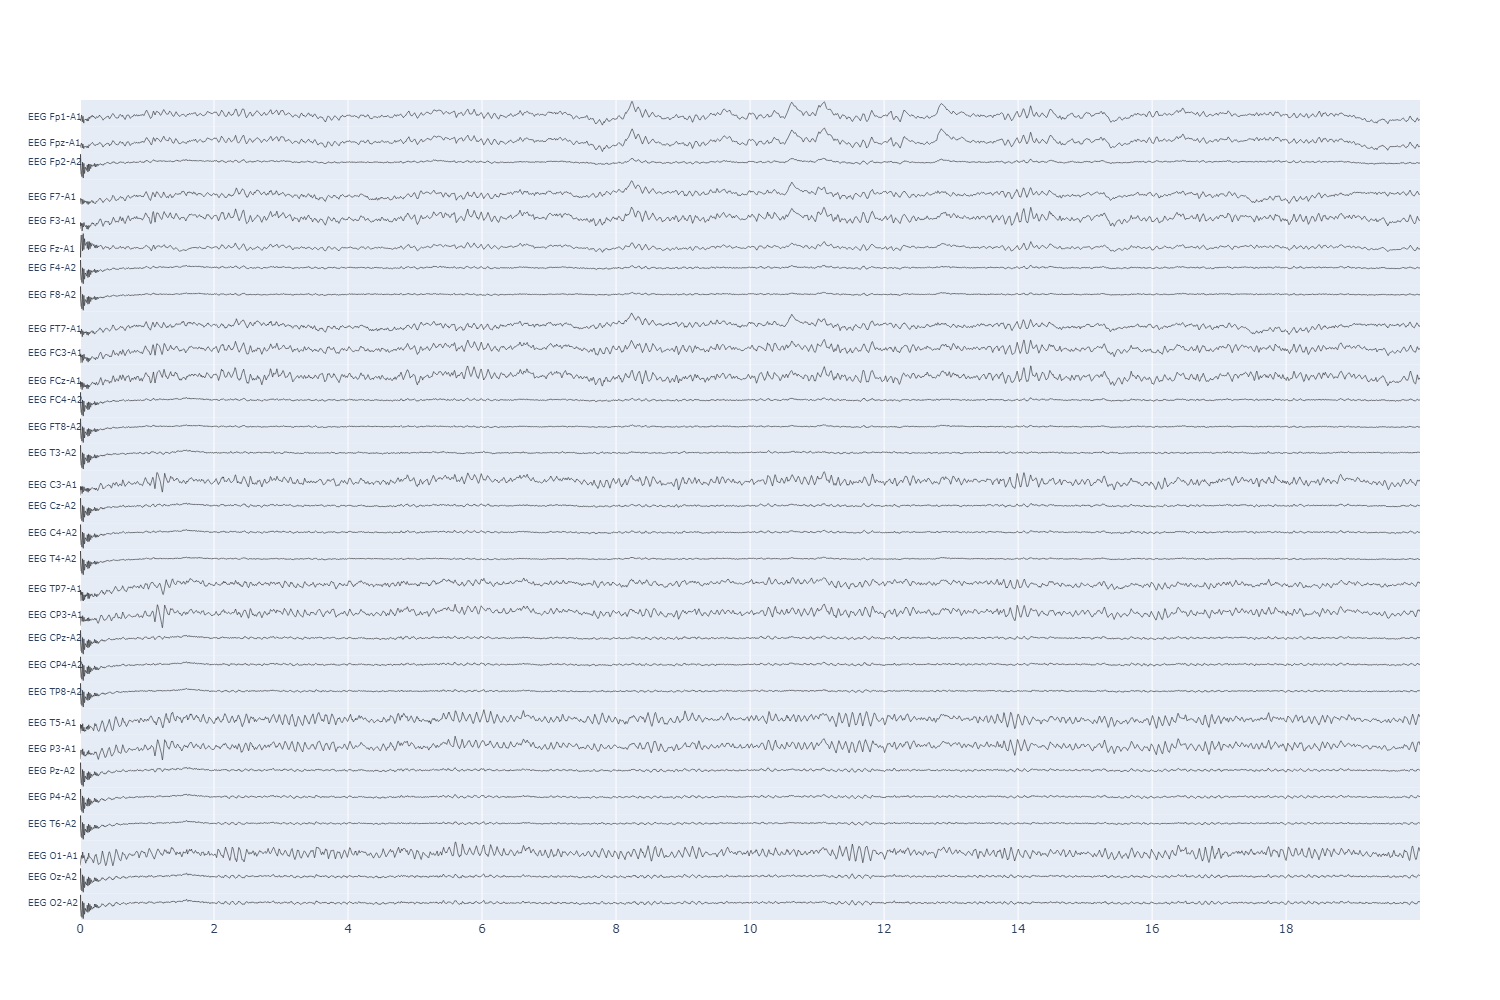 EEG Fp1-A1
EEG Fpz-A1
EEG Fp2-A2
EEG F7-A1
EEG F3-A1
EEG Fz-A1
EEG F4-A2
EEG F8-A2
EEG FT7-A1
EEG FC3-A1
EEG FCz-A1
EEG FC4-A2
EEG FT8-A2
EEG T3-A2
EEG C3-A1
EEG Cz-A2
EEG C4-A2
EEG T4-A2
EEG TP7-A1
EEG CP3-A1
EEG CPz-A2
EEG CP4-A2
EEG TP8-A2
EEG T5-A1
EEG P3-A1
EEG Pz-A2
EEG P4-A2
EEG T6-A2
EEG O1-A1
EEG Oz-A2
EEG O2-A2
0 2 4 6 8 10 12 14 16 18